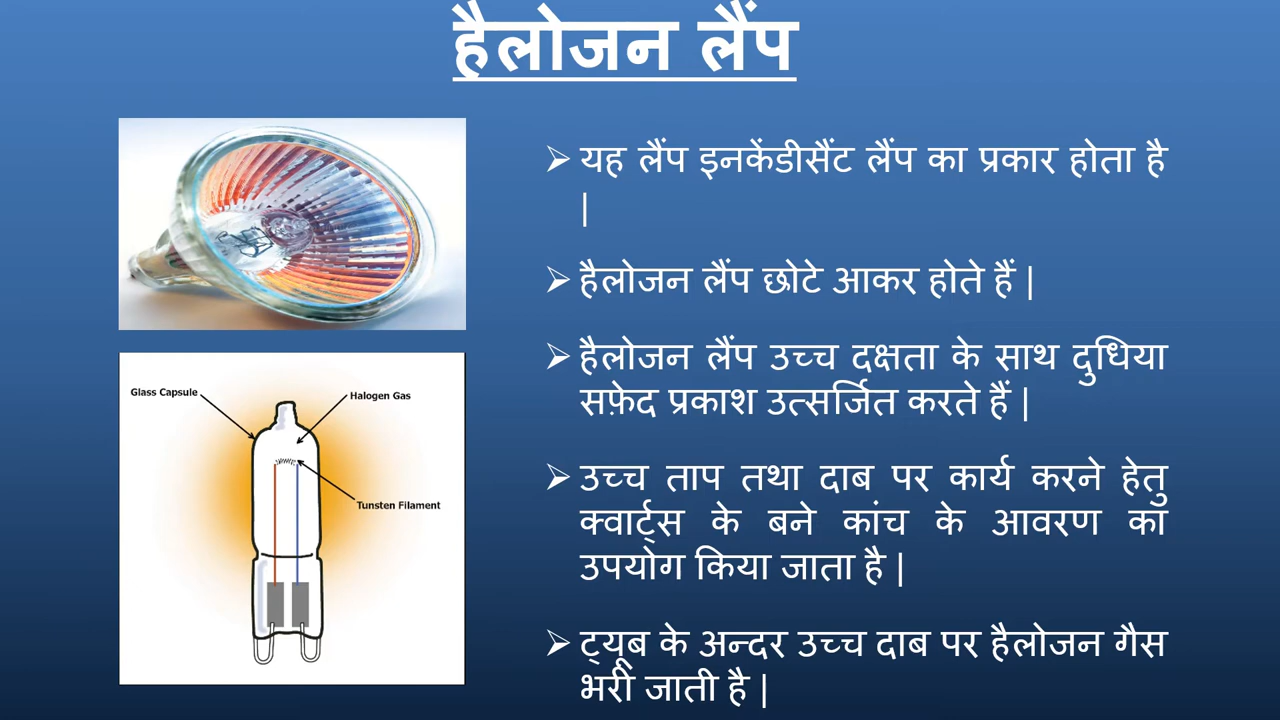 हैलोजन लैंप
➢ यह लैंप इनकेंडीसैंट लैंप का प्रकार होता है
|
➢ हैलोजन लैंप छोटे आकर होते हैं |
➢ हैलोजन लैंप उच्च दक्षता के साथ दुधिया
सफ़ेद प्रकाश उत्सर्जित करते हैं |
➢ उच्च ताप तथा दाब पर कार्य करने हेतु
क्वार्ट्स के बने कांच के आवरण का
उपयोग किया जाता है |
➢ ट्यूब के अन्दर उच्च दाब पर हैलोजन गैस
भरी जाती है |
Glass Capsule
Halogen Gas
Tunsten Filament